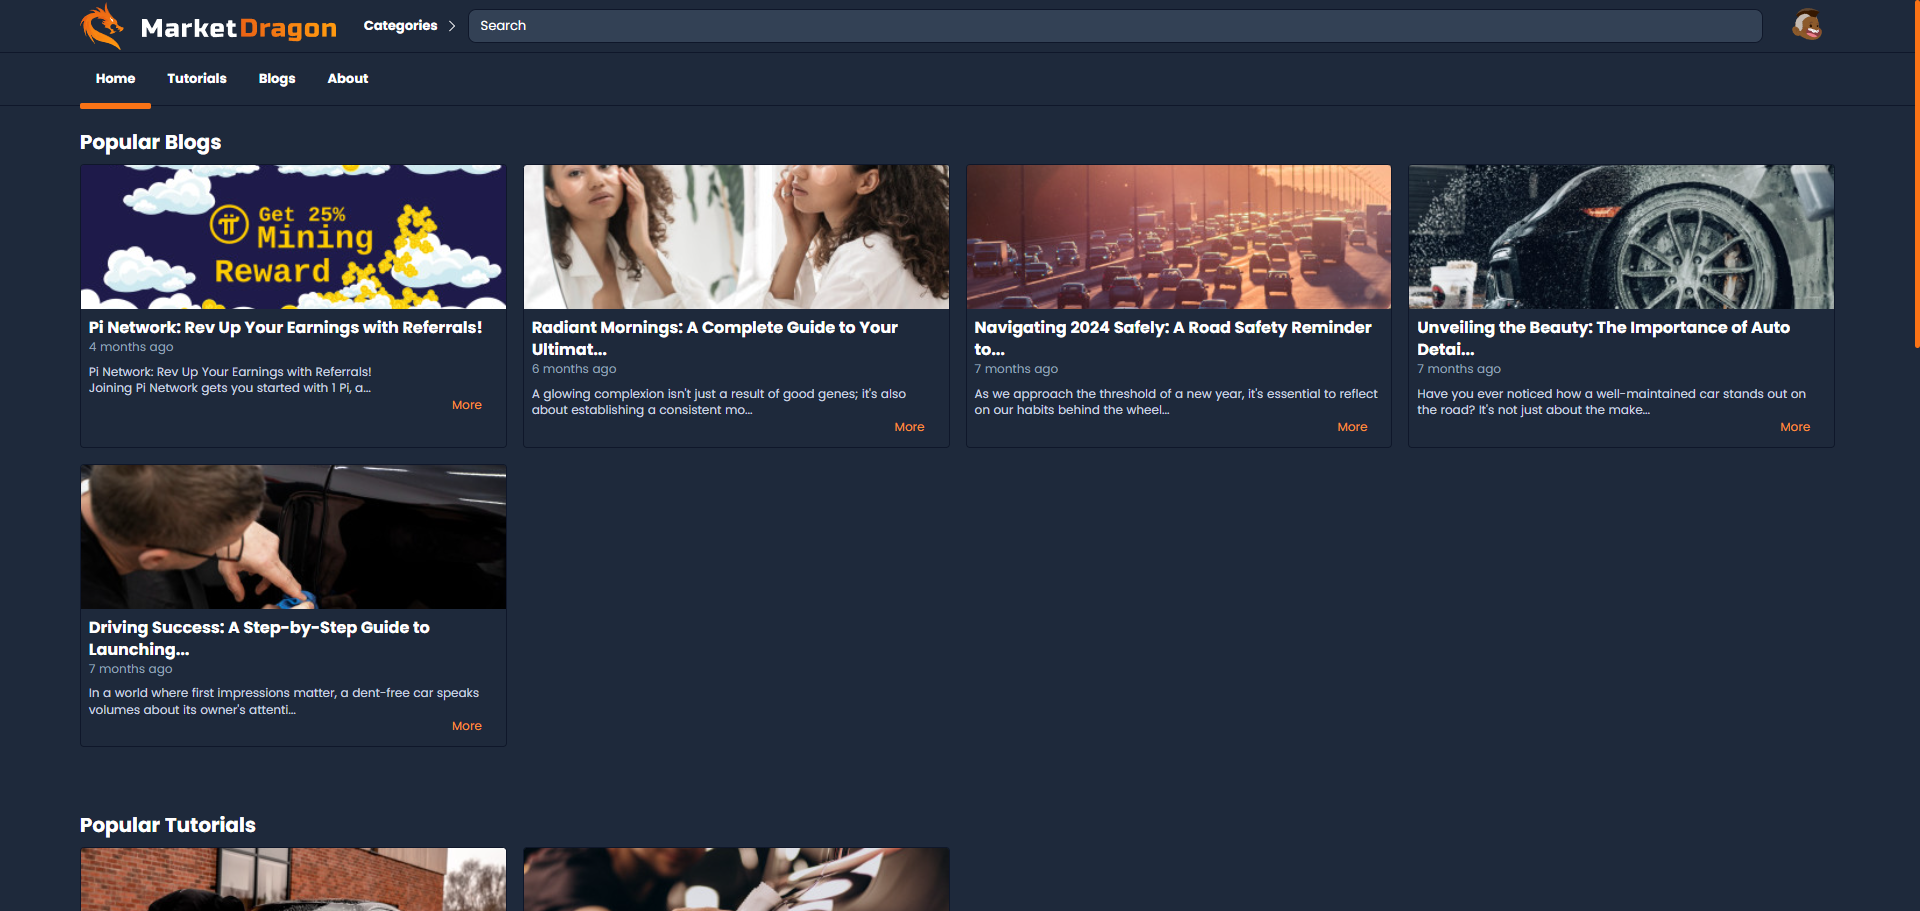 MarketDragon
Categories
Search
Home
Tutorials
Blogs
About
Popular Blogs
Get 25%
Mining
Reward
Pi Network: Rev Up Your Earnings with Referrals!
4 months ago
Pi Network: Rev Up Your Earnings with Referrals!
Joining Pi Network gets you started with 1 Pi, a...
More
Radiant Mornings: A Complete Guide to Your
Ultimat...
6 months ago
A glowing complexion isn't just a result of good genes; it's also
about establishing a consistent mo...
More
Navigating 2024 Safely: A Road Safety Reminder
to...
7 months ago
As we approach the threshold of a new year, it's essential to reflect
on our habits behind the wheel...
More
Unveiling the Beauty: The Importance of Auto
Detai...
7 months ago
Have you ever noticed how a well-maintained car stands out on
the road? It's not just about the make...
More
Driving Success: A Step-by-Step Guide to
Launching...
7 months ago
In a world where first impressions matter, a dent-free car speaks
volumes about its owner's attenti...
More
Popular Tutorials